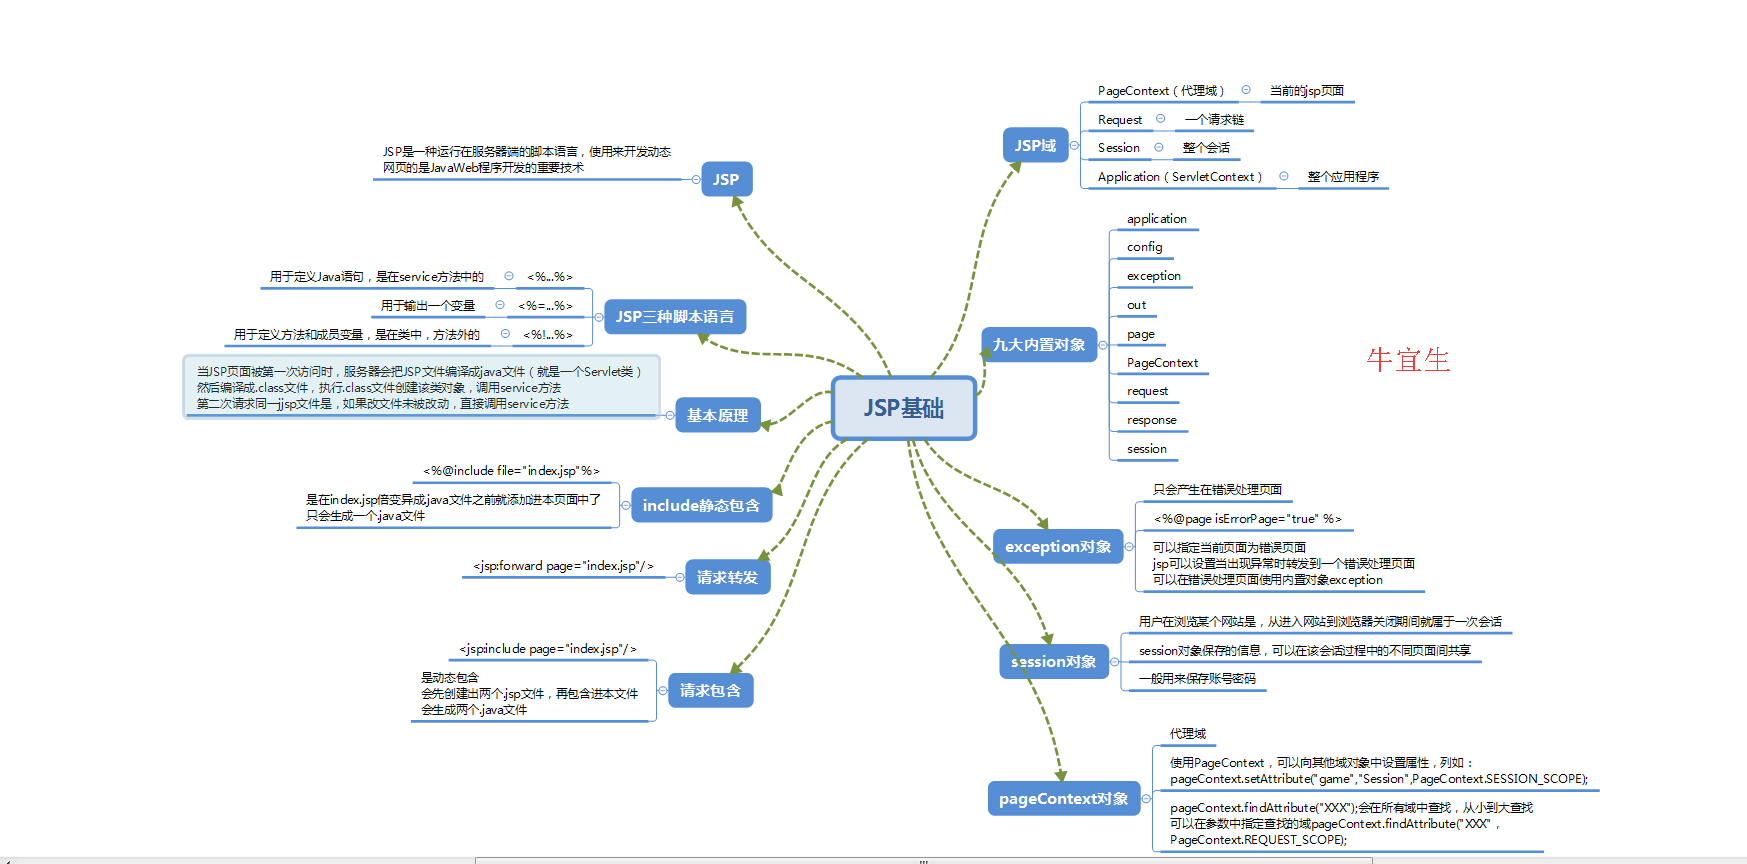 JSP基础
JSP
JSP是一种运行在服务器端的脚本语言，使用来开发动态
网页的是JavaWeb程序开发的重要技术
JSP三种脚本语言
<%...%>
用于定义Java语句，是在service方法中的
<%=...%>
用于输出一个变量
<%!...%>
用于定义方法和成员变量，是在类中，方法外的
基本原理
当JSP页面被第一次访问时，服务器会把JSP文件编译成java文件（就是一个Servlet类）
然后编译成.class文件，执行.class文件创建该类对象，调用service方法
第二次请求同一jjsp文件是，如果改文件未被改动，直接调用service方法
include静态包含
<%@include file="index.jsp"%>
是在index.jsp倍变异成.java文件之前就添加进本页面中了
只会生成一个.java文件
请求转发
<jsp:forward page="index.jsp"/>
请求包含
<jsp:include page="index.jsp"/>
是动态包含
会先创建出两个.jsp文件，再包含进本文件
会生成两个.java文件
JSP域
PageContext（代理域）
当前的jsp页面
Request
一个请求链
Session
整个会话
Application（ServletContext）
整个应用程序
九大内置对象
application
config
exception
out
page
PageContext
request
response
session
牛宜生
exception对象
只会产生在错误处理页面
<%@page isErrorPage="true" %>
可以指定当前页面为错误页面
jsp可以设置当出现异常时转发到一个错误处理页面
可以在错误处理页面使用内置对象exception
session对象
用户在浏览某个网站是，从进入网站到浏览器关闭期间就属于一次会话
session对象保存的信息，可以在该会话过程中的不同页面间共享
一般用来保存账号密码
pageContext对象
代理域
使用PageContext，可以向其他域对象中设置属性，列如：
pageContext.setAttribute("game","Session",PageContext.SESSION_SCOPE);
pageContext.findAttribute("XXX");会在所有域中查找，从小到大查找
可以在参数中指定查找的域pageContext.findAttribute("XXX"，
PageContext.REQUEST_SCOPE);